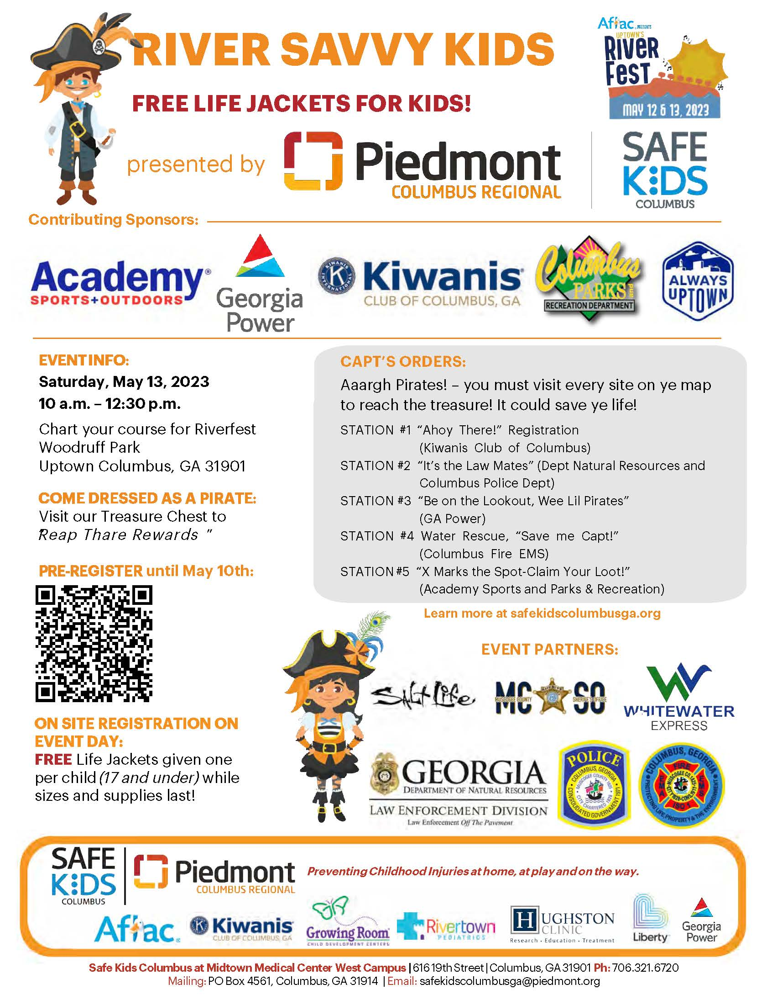 RIVER SAVVY KIDS
Aflac PRESENTS
UPTOWN'S
RIVER
FEST
MAY 12 & 13, 2023
FREE LIFE JACKETS FOR KIDS!
presented by
Piedmont
COLUMBUS REGIONAL
SAFE
KIDS
COLUMBUS
Contributing Sponsors:
Academy®
SPORTS+OUTDOORS
Georgia
Power
KIWANIS
K
INTERNATIONAL
Kiwanis
CLUB OF COLUMBUS, GA
Columbus
PARKS and
RECREATION DEPARTMENT
ALWAYS
UPTOWN
EVENT INFO:
Saturday, May 13, 2023
10 a.m. – 12:30 p.m.
Chart your course for Riverfest
Woodruff Park
Uptown Columbus, GA 31901
COME DRESSED AS A PIRATE:
Visit our Treasure Chest to
"Reap Thare Rewards "
PRE-REGISTER until May 10th:
ON SITE REGISTRATION ON
EVENT DAY:
FREE Life Jackets given one
per child (17 and under) while
sizes and supplies last!
CAPT'S ORDERS:
Aaargh Pirates! – you must visit every site on ye map
to reach the treasure! It could save ye life!
STATION #1 “Ahoy There!” Registration
(Kiwanis Club of Columbus)
STATION #2 “It’s the Law Mates” (Dept Natural Resources and
Columbus Police Dept)
STATION #3 “Be on the Lookout, Wee Lil Pirates”
(GA Power)
STATION #4 Water Rescue, “Save me Capt!”
(Columbus Fire EMS)
STATION #5 “X Marks the Spot-Claim Your Loot!”
(Academy Sports and Parks & Recreation)
Learn more at safekidscolumbusga.org
EVENT PARTNERS:
Salt Life
MC SO
MUSCOGEE COUNTY SHERIFF'S OFFICE
WHITEWATER
EXPRESS
GEORGIA
DEPARTMENT OF NATURAL RESOURCES
LAW ENFORCEMENT DIVISION
Law Enforcement Off The Pavement
POLICE
COLUMBUS, GEORGIA
MUSCOGEE COUNTY 1825
CITY CHARTERED 1828
CONSOLIDATED GOVERNMENT 1971
COLUMBUS, GEORGIA
FIRE
EMA EMS
MUSCOGEE CO. 1825
CITY 1828-CONS. 1971
ISO 1
PROTECTING LIFE, PROPERTY & THE ENVIRONMENT
SAFE
KIDS
COLUMBUS
Piedmont
COLUMBUS REGIONAL
Preventing Childhood Injuries at home, at play and on the way.
Aflac®
K
Kiwanis
CLUB OF COLUMBUS, GA
Growing Room
CHILD DEVELOPMENT CENTERS
Rivertown
PEDIATRICS
HUGHSTON
CLINIC
Research • Education • Treatment
Liberty
Georgia
Power
Safe Kids Columbus at Midtown Medical Center West Campus | 616 19th Street | Columbus, GA 31901 Ph: 706.321.6720
Mailing: PO Box 4561, Columbus, GA 31914 | Email: safekidscolumbusga@piedmont.org